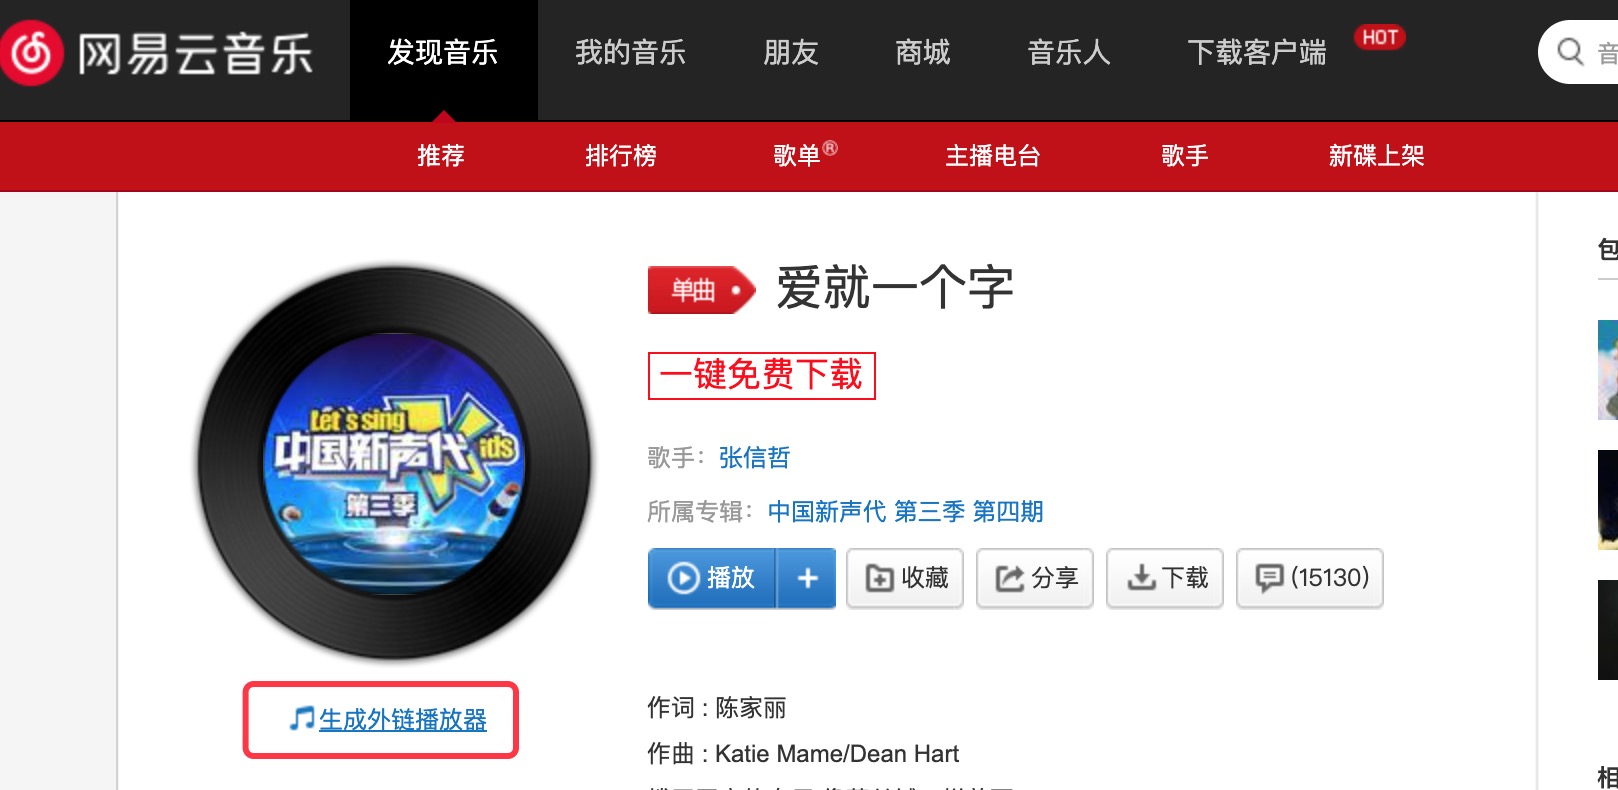 网易云音乐
发现音乐 我的音乐 朋友 商城 音乐人 下载客户端 HOT
推荐 排行榜 歌单® 主播电台 歌手 新碟上架
单曲 爱就一个字
一键免费下载
歌手：张信哲
所属专辑：中国新声代 第三季 第四期
播放 + 收藏 分享 下载 (15130)
Let's sing
中国新声代
Kids
第三季
生成外链播放器
作词 : 陈家丽
作曲 : Katie Mame/Dean Hart